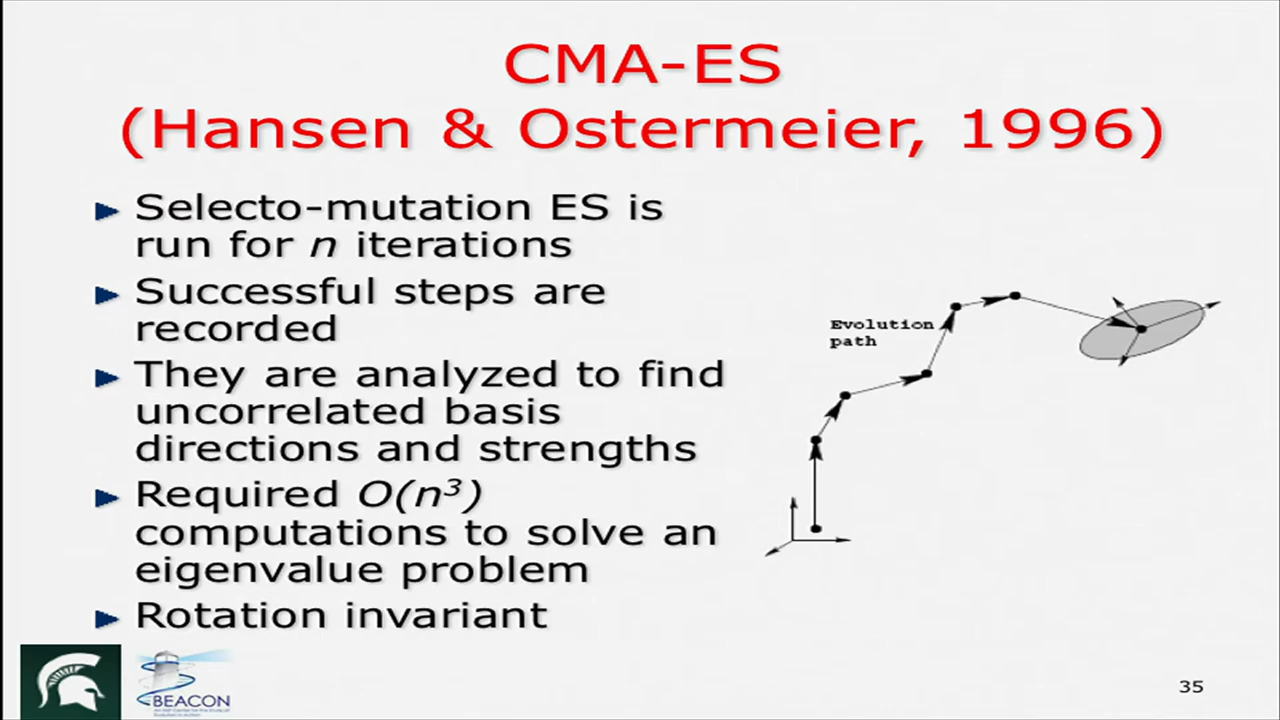 CMA-ES
(Hansen & Ostermeier, 1996)
Selecto-mutation ES is
run for n iterations
Successful steps are
recorded
They are analyzed to find
uncorrelated basis
directions and strengths
Required O(n³)
computations to solve an
eigenvalue problem
Rotation invariant
Evolution
path
BEACON
35